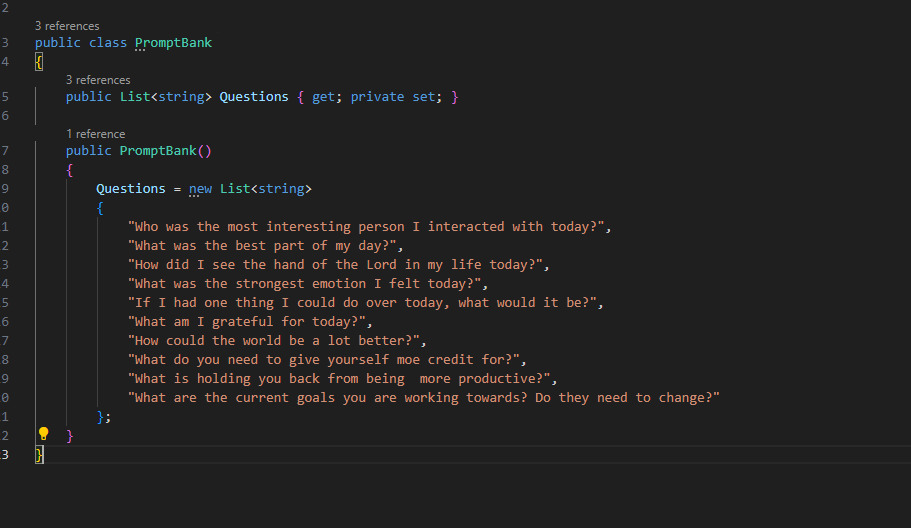 2
3 references
3 public class PromptBank
4 {
3 references
5 public List<string> Questions { get; private set; }
6
1 reference
7 public PromptBank()
8 {
9 Questions = new List<string>
0 {
1 "Who was the most interesting person I interacted with today?",
2 "What was the best part of my day?",
3 "How did I see the hand of the Lord in my life today?",
4 "What was the strongest emotion I felt today?",
5 "If I had one thing I could do over today, what would it be?",
6 "What am I grateful for today?",
7 "How could the world be a lot better?",
8 "What do you need to give yourself moe credit for?",
9 "What is holding you back from being  more productive?",
0 "What are the current goals you are working towards? Do they need to change?"
1 };
2 }
3 }